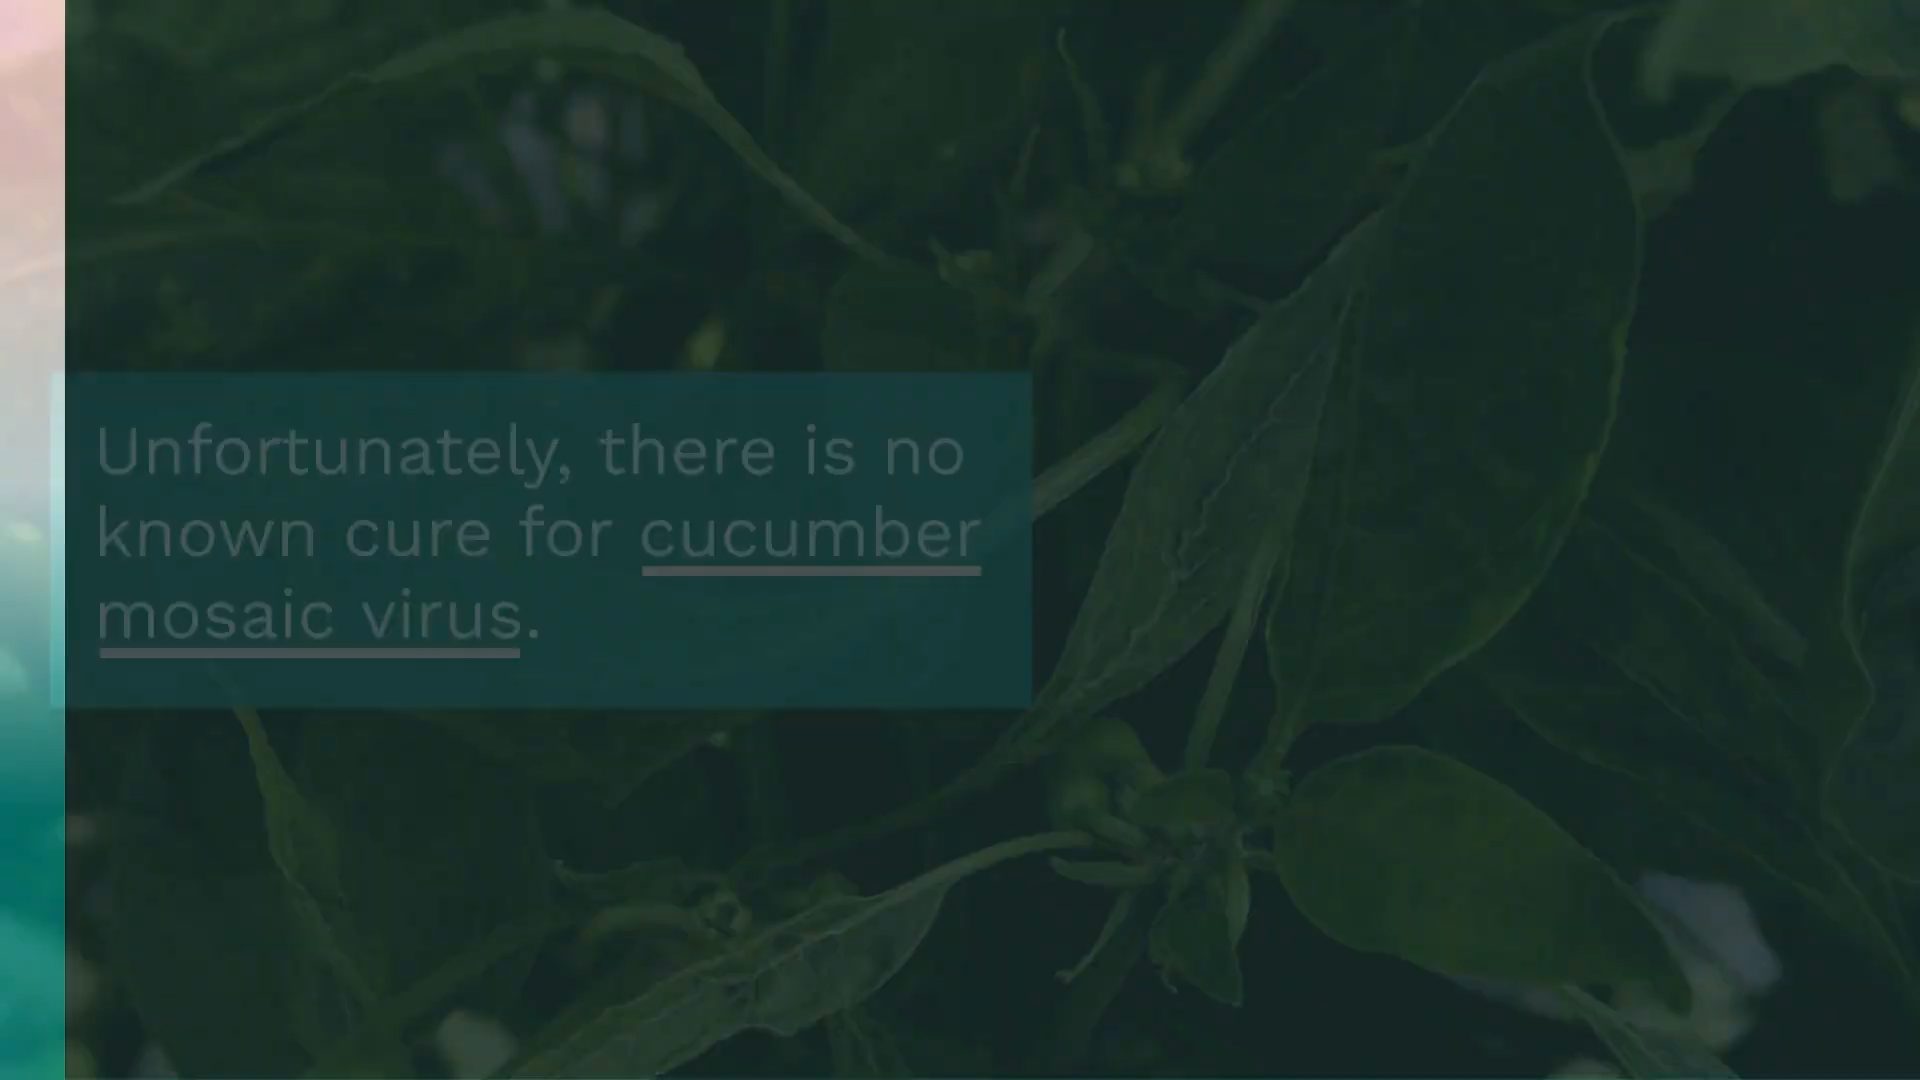 Unfortunately, there is no
known cure for cucumber
mosaic virus.